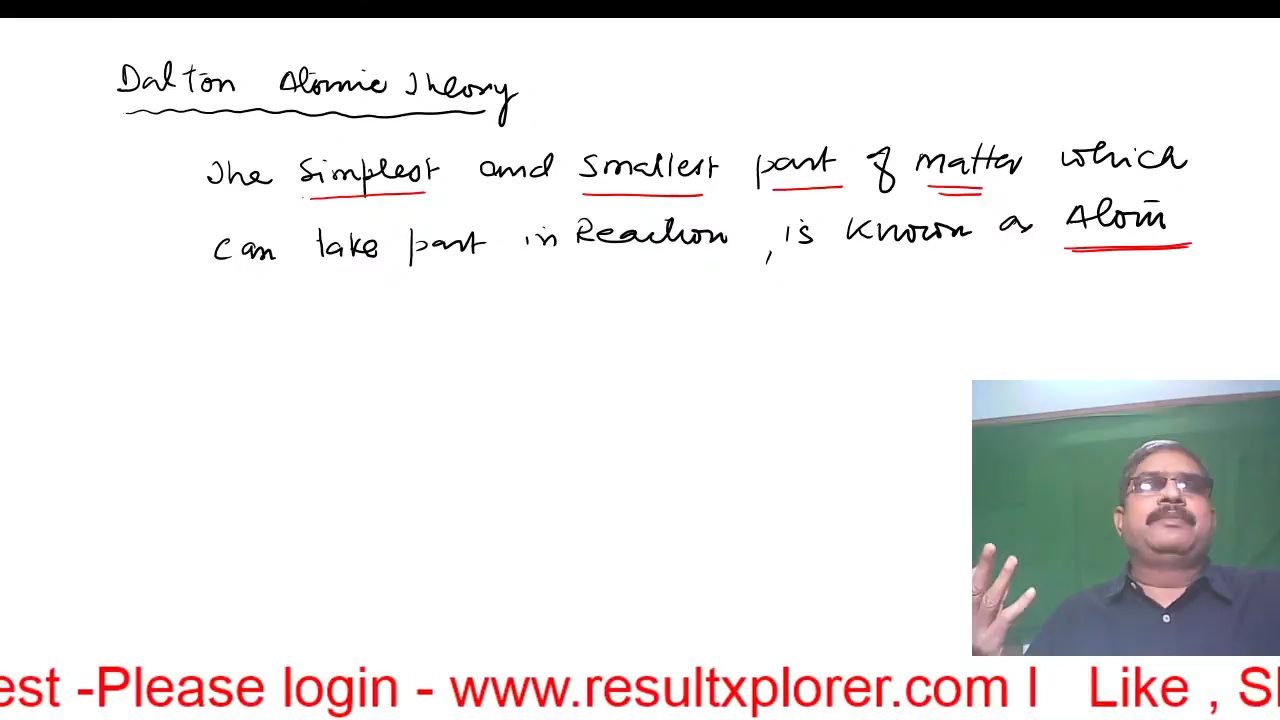 Dalton Atomic Theory
The simplest and smallest part of matter which
can take part in Reaction, is known as Atom
est -Please login - www.resultxplorer.com I Like , S